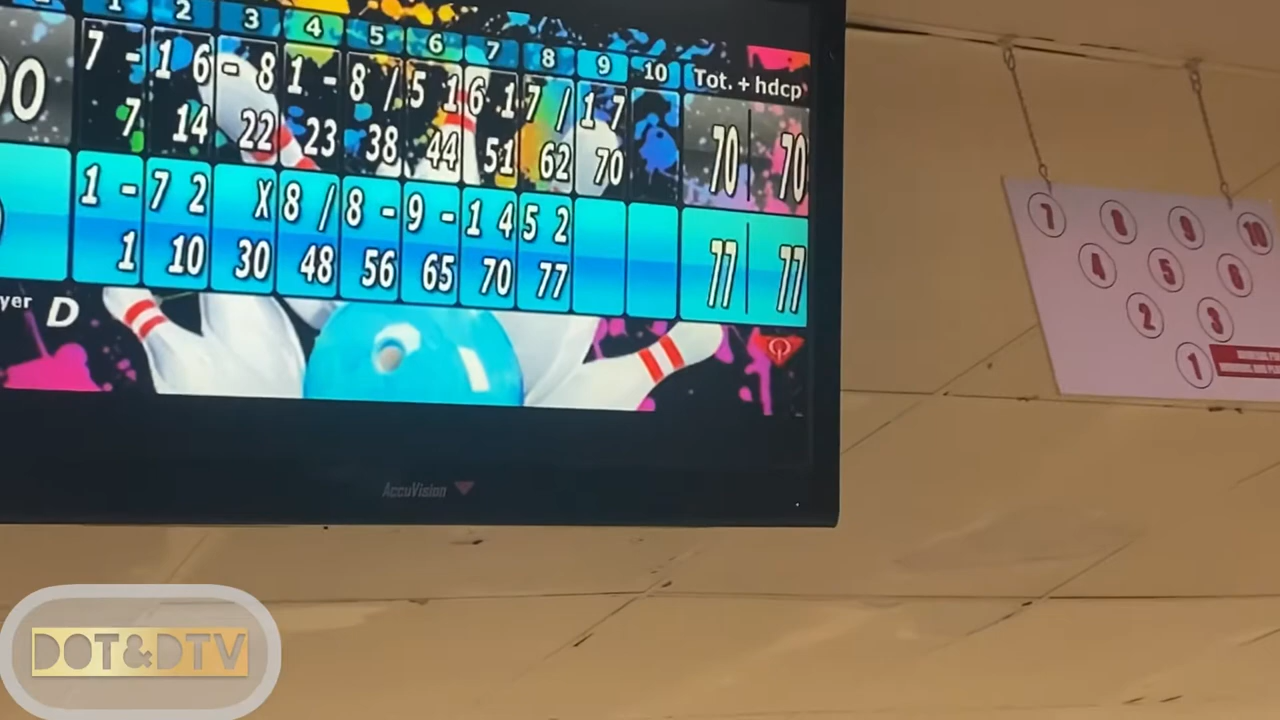 1 2 3 4 5 6 7 8 9 10 Tot. + hdcp
7 - 1 6 - 8 1 - 8 / 5 1 6 1 7 / 1 7
7 14 22 23 38 44 51 62 70 70 70
1 - 7 2 X 8 / 8 - 9 - 1 4 5 2
1 10 30 48 56 65 70 77 77 77
yer D
AccuVision
7 8 9 10
4 5 6
2 3
1
DOT&DTV